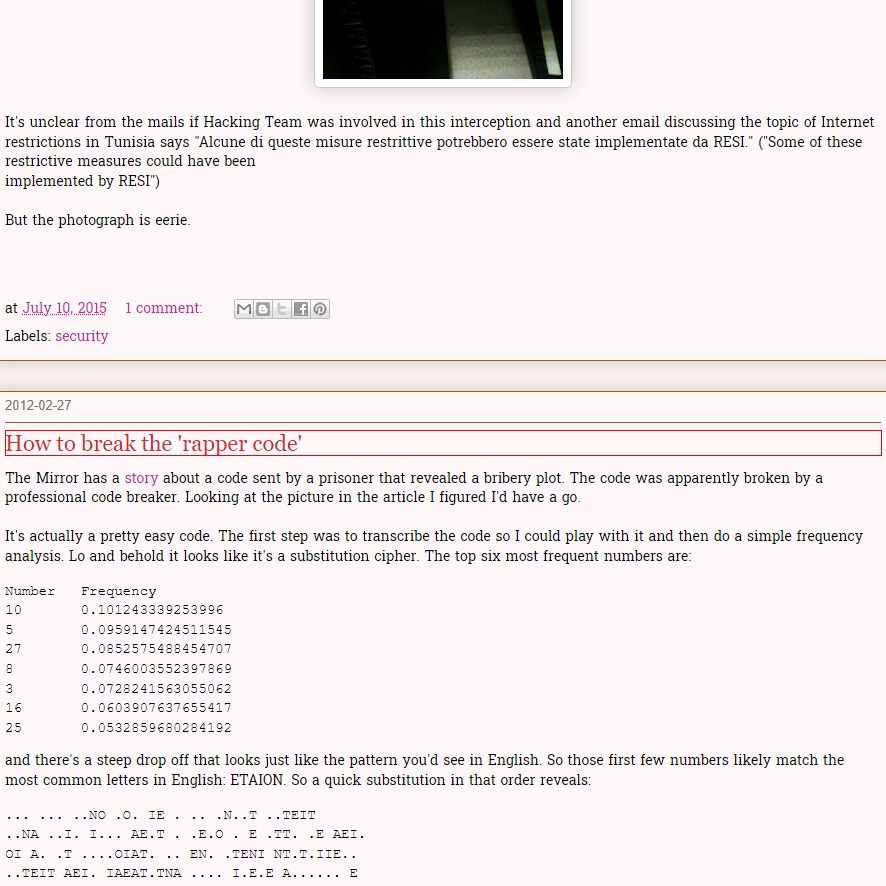 It's unclear from the mails if Hacking Team was involved in this interception and another email discussing the topic of Internet
restrictions in Tunisia says "Alcune di queste misure restrittive potrebbero essere state implementate da RESI." ("Some of these
restrictive measures could have been
implemented by RESI")
But the photograph is eerie.
at July 10, 2015 1 comment:
Labels: security
2012-02-27
How to break the 'rapper code'
The Mirror has a story about a code sent by a prisoner that revealed a bribery plot. The code was apparently broken by a
professional code breaker. Looking at the picture in the article I figured I'd have a go.
It's actually a pretty easy code. The first step was to transcribe the code so I could play with it and then do a simple frequency
analysis. Lo and behold it looks like it's a substitution cipher. The top six most frequent numbers are:
Number Frequency
10 0.101243339253996
5 0.0959147424511545
27 0.0852575488454707
8 0.0746003552397869
3 0.0728241563055062
16 0.0603907637655417
25 0.0532859680284192
and there's a steep drop off that looks just like the pattern you'd see in English. So those first few numbers likely match the
most common letters in English: ETAION. So a quick substitution in that order reveals:
... ... ..NO .O. IE . .. .N..T ..TEIT
..NA ..I. I... AE.T . .E.O . E .TT. .E AEI.
OI A. .T ....OIAT. .. EN. .TENI NT.T.IIE..
..TEIT AEI. IAEAT.TNA .... I.E.E A...... E